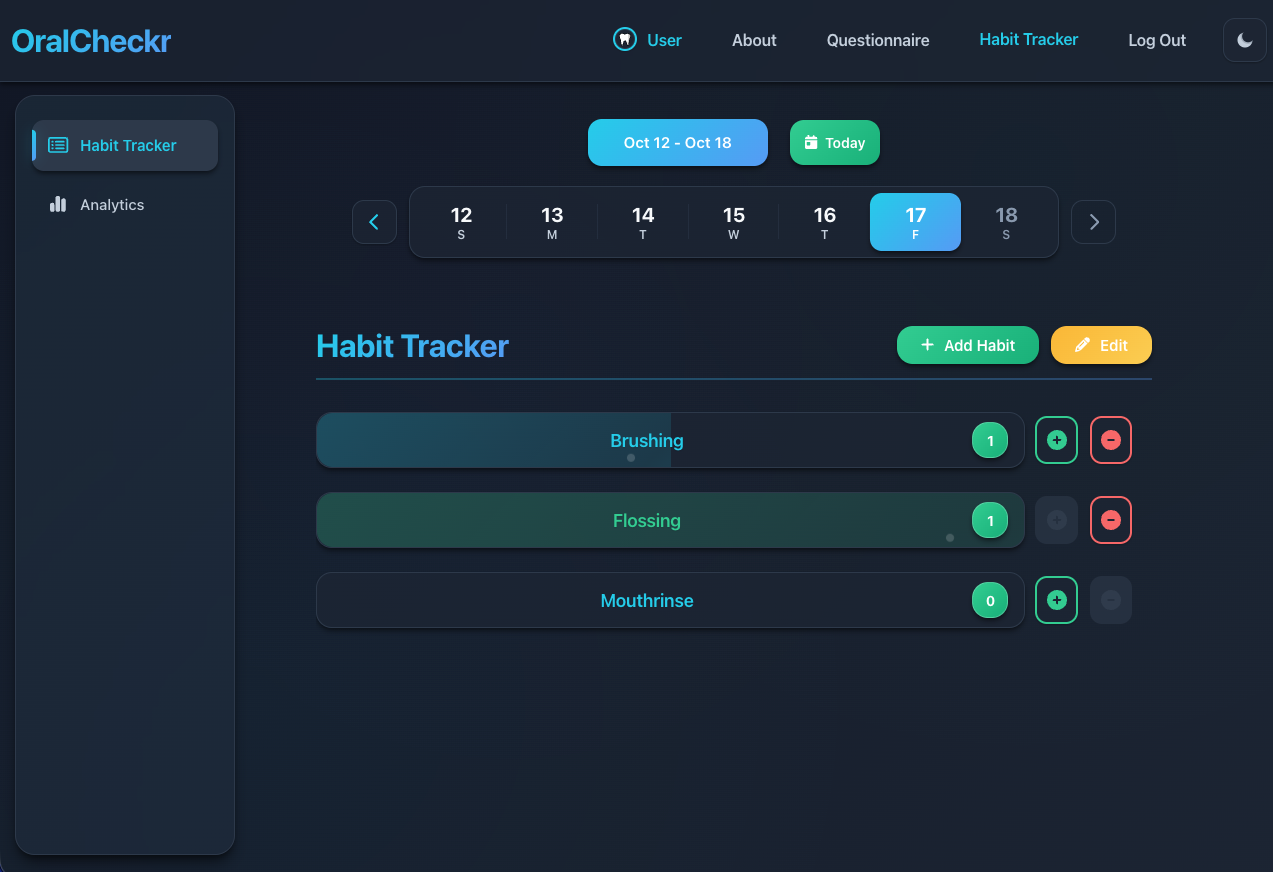 OralCheckr
User About Questionnaire Habit Tracker Log Out
Habit Tracker
Analytics
Oct 12 - Oct 18
Today
12 13 14 15 16 17 18
S M T W T F S
Habit Tracker
Add Habit
Edit
Brushing 1
Flossing 1
Mouthrinse 0